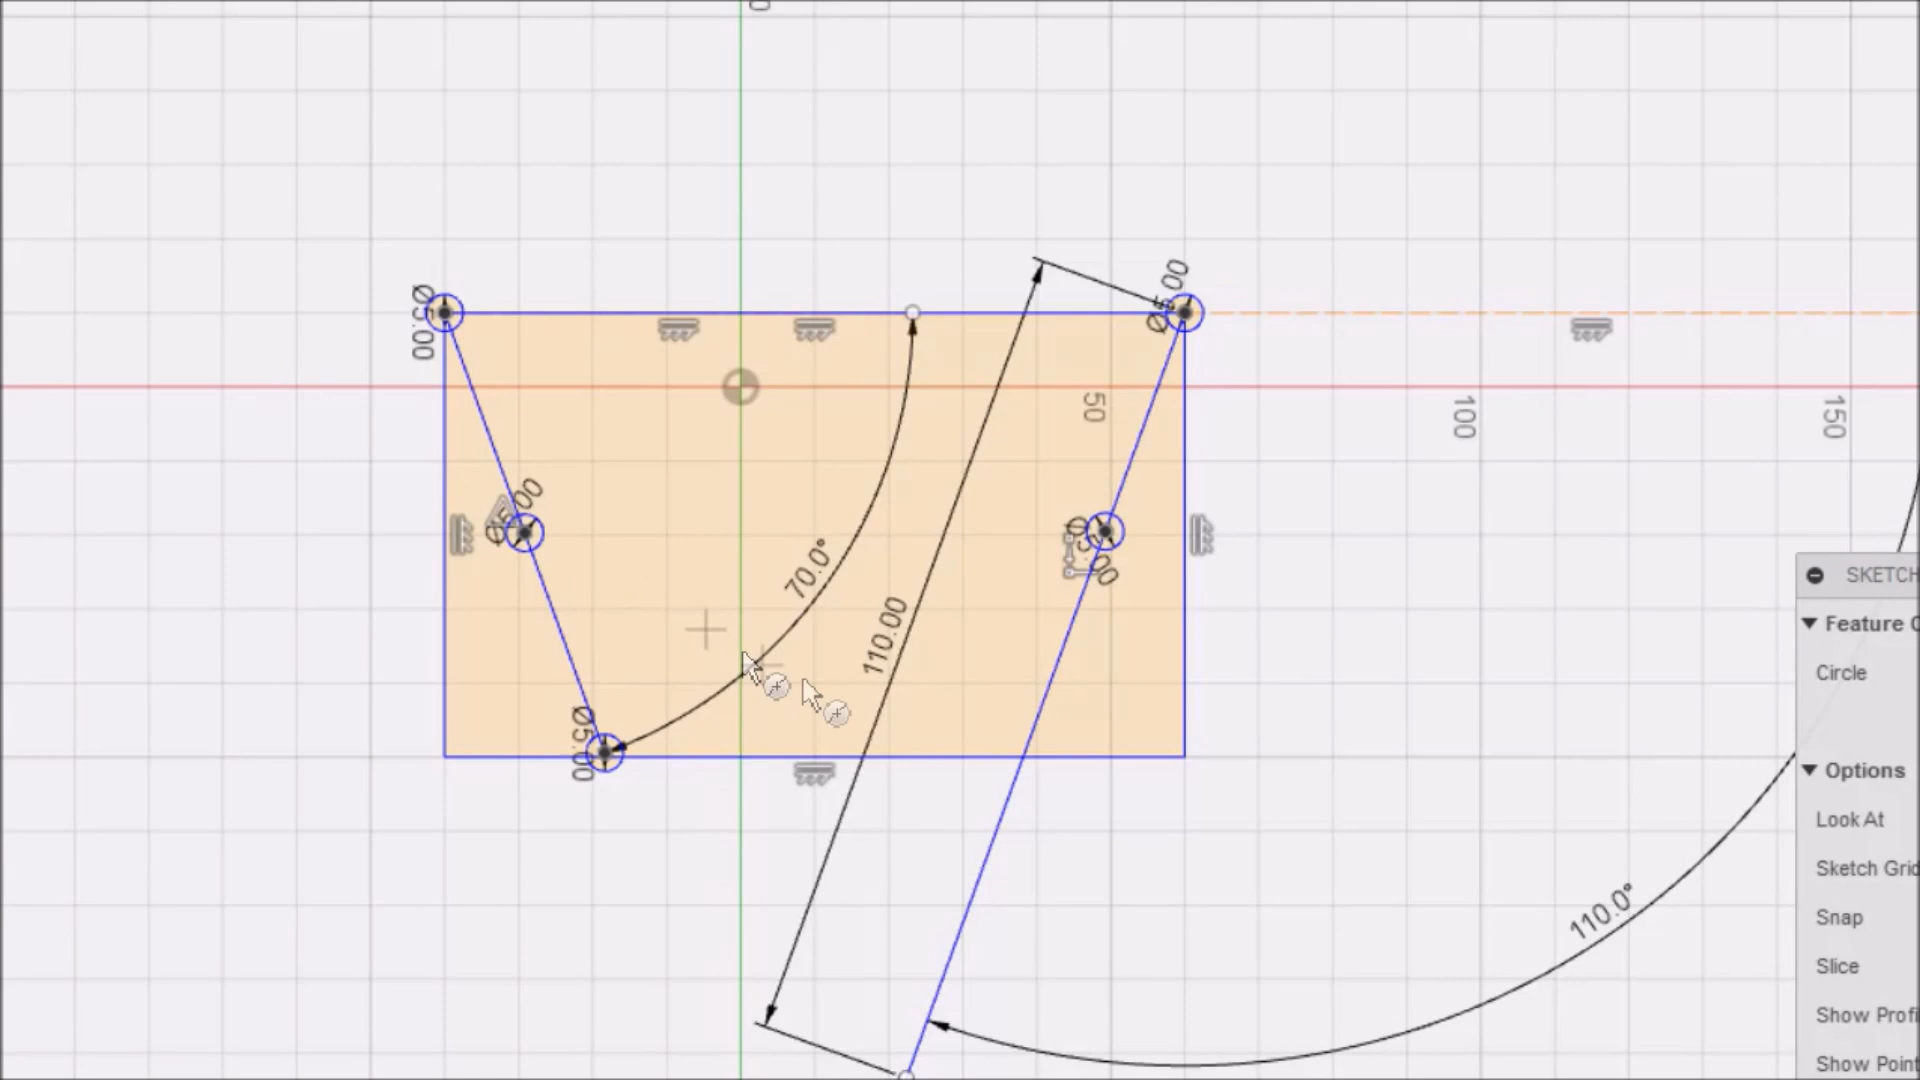 0
Ø5.00
Ø5.00
50
100
150
Ø5.00
Ø5.00
70.0°
110.00
Ø5.00
110.0°
SKETCH
Feature O
Circle
Options
Look At
Sketch Grid
Snap
Slice
Show Profi
Show Point